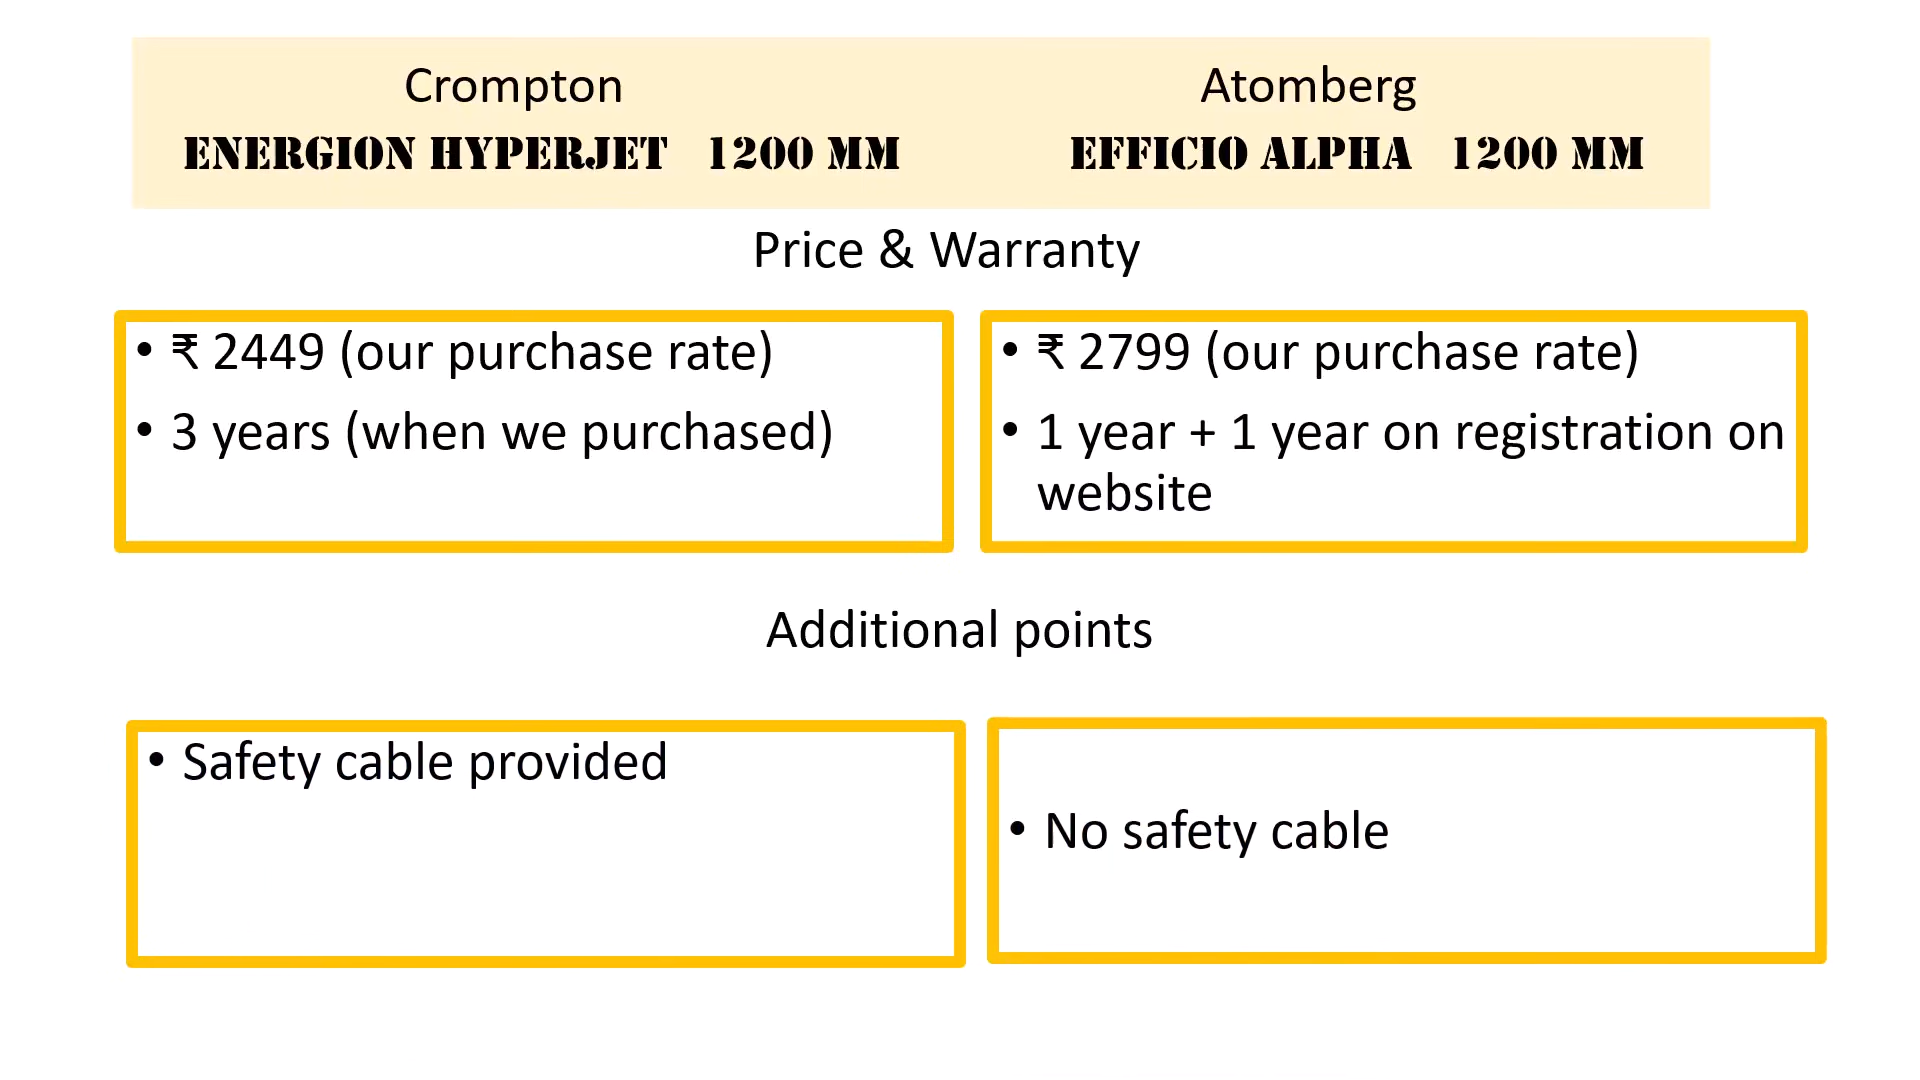 Crompton
ENERGION HYPERJET 1200 MM
Atomberg
EFFICIO ALPHA 1200 MM
Price & Warranty
• ₹ 2449 (our purchase rate)
• 3 years (when we purchased)
• ₹ 2799 (our purchase rate)
• 1 year + 1 year on registration on
website
Additional points
• Safety cable provided
• No safety cable